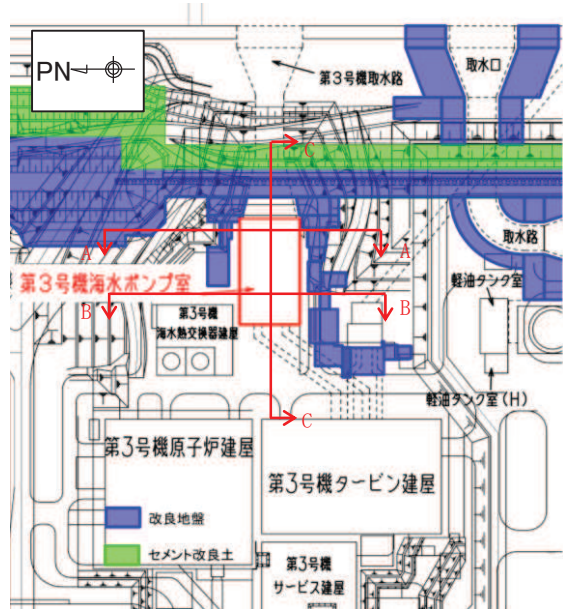 PN
第3号機取水路
取水口
C
A
A
取水路
第3号機海水ポンプ室
軽油タンク室
B
B
第3号機
海水熱交換器建屋
軽油タンク室(H)
C
第3号機原子炉建屋
第3号機タービン建屋
改良地盤
セメント改良土
第3号機
サービス建屋